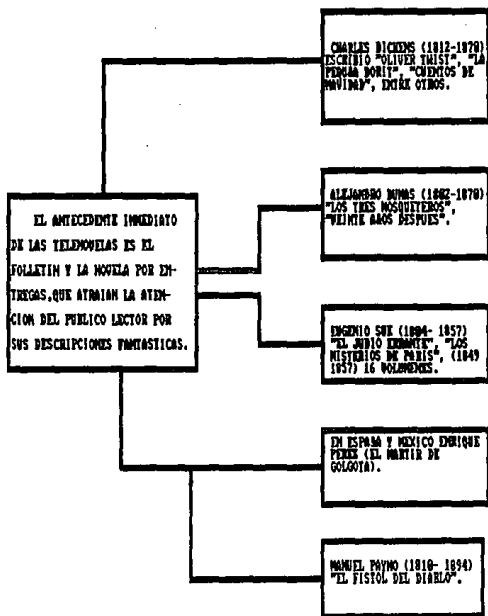 EL ANTECEDENTE INMEDIATO
DE LAS TELENOVELAS ES EL
FOLLETIN Y LA NOVELA POR EN-
TREGAS,QUE ATRAIAN LA ATEN-
CION DEL PUBLICO LECTOR POR
SUS DESCRIPCIONES FANTASTICAS.
CHARLES DICKENS (1812-1870)
ESCRIBIO "OLIVER TWIST", "LA
DORIT", "CUENTOS DE
NAVIDAD", ENTRE OTROS.
ALEJANDRO DUMAS (1802-1870)
"LOS TRES MOSQUETEROS",
"VEINTE AÑOS DESPUES".
EUGENIO SUE (1804- 1857)
"EL JUDIO ERRANTE", "LOS
MISTERIOS DE PARIS", (1849
1857) 16 VOLUMENES.
EN ESPAÑA Y MEXICO ENRIQUE
PEREZ (EL MARTIR DE
GOLGOTA).
MANUEL PAYNO (1810- 1894)
"EL FISTOL DEL DIABLO".